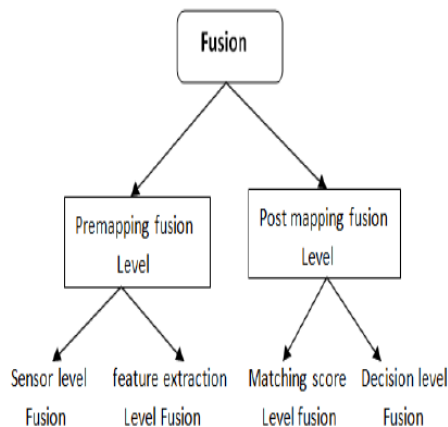 Fusion
Premapping fusion
Level
Post mapping fusion
Level
Sensor level
Fusion
feature extraction
Level Fusion
Matching score
Level fusion
Decision level
Fusion